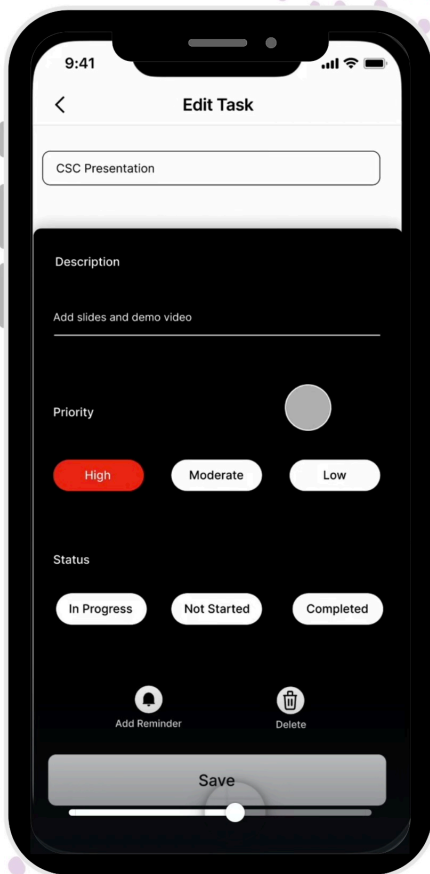 9:41
Edit Task
CSC Presentation
Description
Add slides and demo video
Priority
High Moderate Low
Status
In Progress Not Started Completed
Add Reminder Delete
Save